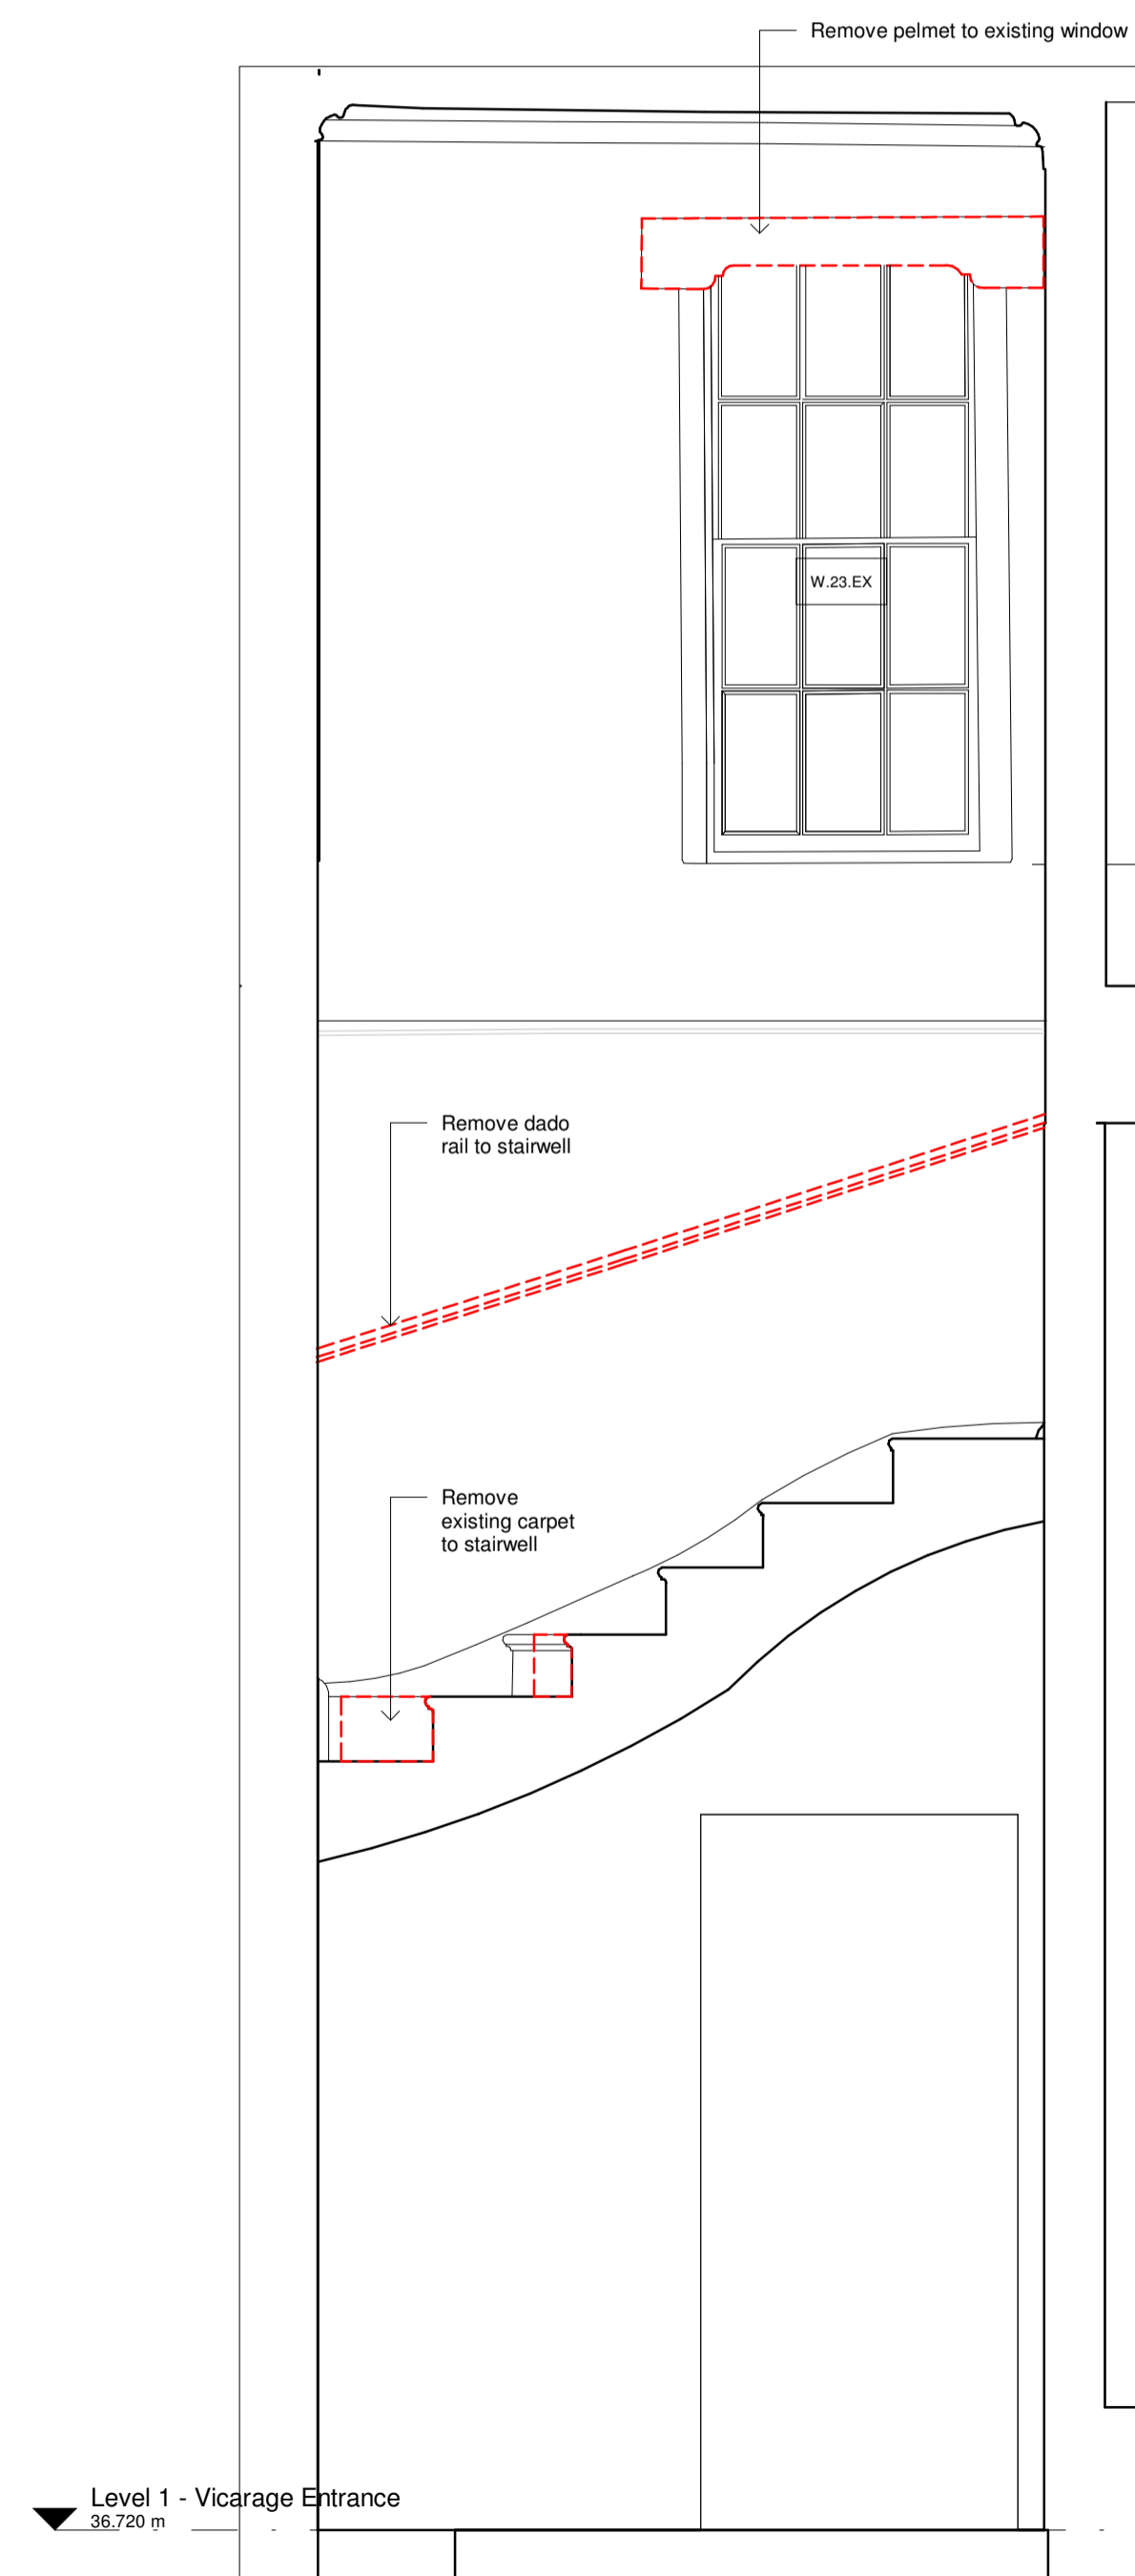 Remove pelmet to existing window
W.23.EX
Remove dado
rail to stairwell
Remove
existing carpet
to stairwell
Level 1 - Vicarage Entrance
36.720 m